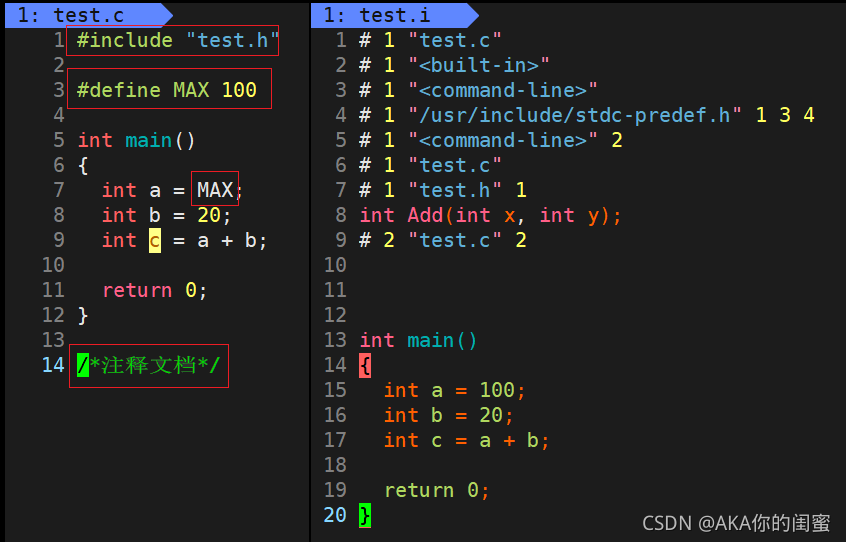 1: test.c
1 #include "test.h"
2
3 #define MAX 100
4
5 int main()
6 {
7   int a = MAX;
8   int b = 20;
9   int c = a + b;
10
11   return 0;
12 }
13
14 /*注释文档*/
1: test.i
1 # 1 "test.c"
2 # 1 "<built-in>"
3 # 1 "<command-line>"
4 # 1 "/usr/include/stdc-predef.h" 1 3 4
5 # 1 "<command-line>" 2
6 # 1 "test.c"
7 # 1 "test.h" 1
8 int Add(int x, int y);
9 # 2 "test.c" 2
10
11
12
13 int main()
14 {
15   int a = 100;
16   int b = 20;
17   int c = a + b;
18
19   return 0;
20 }
CSDN @AKA你的闺蜜